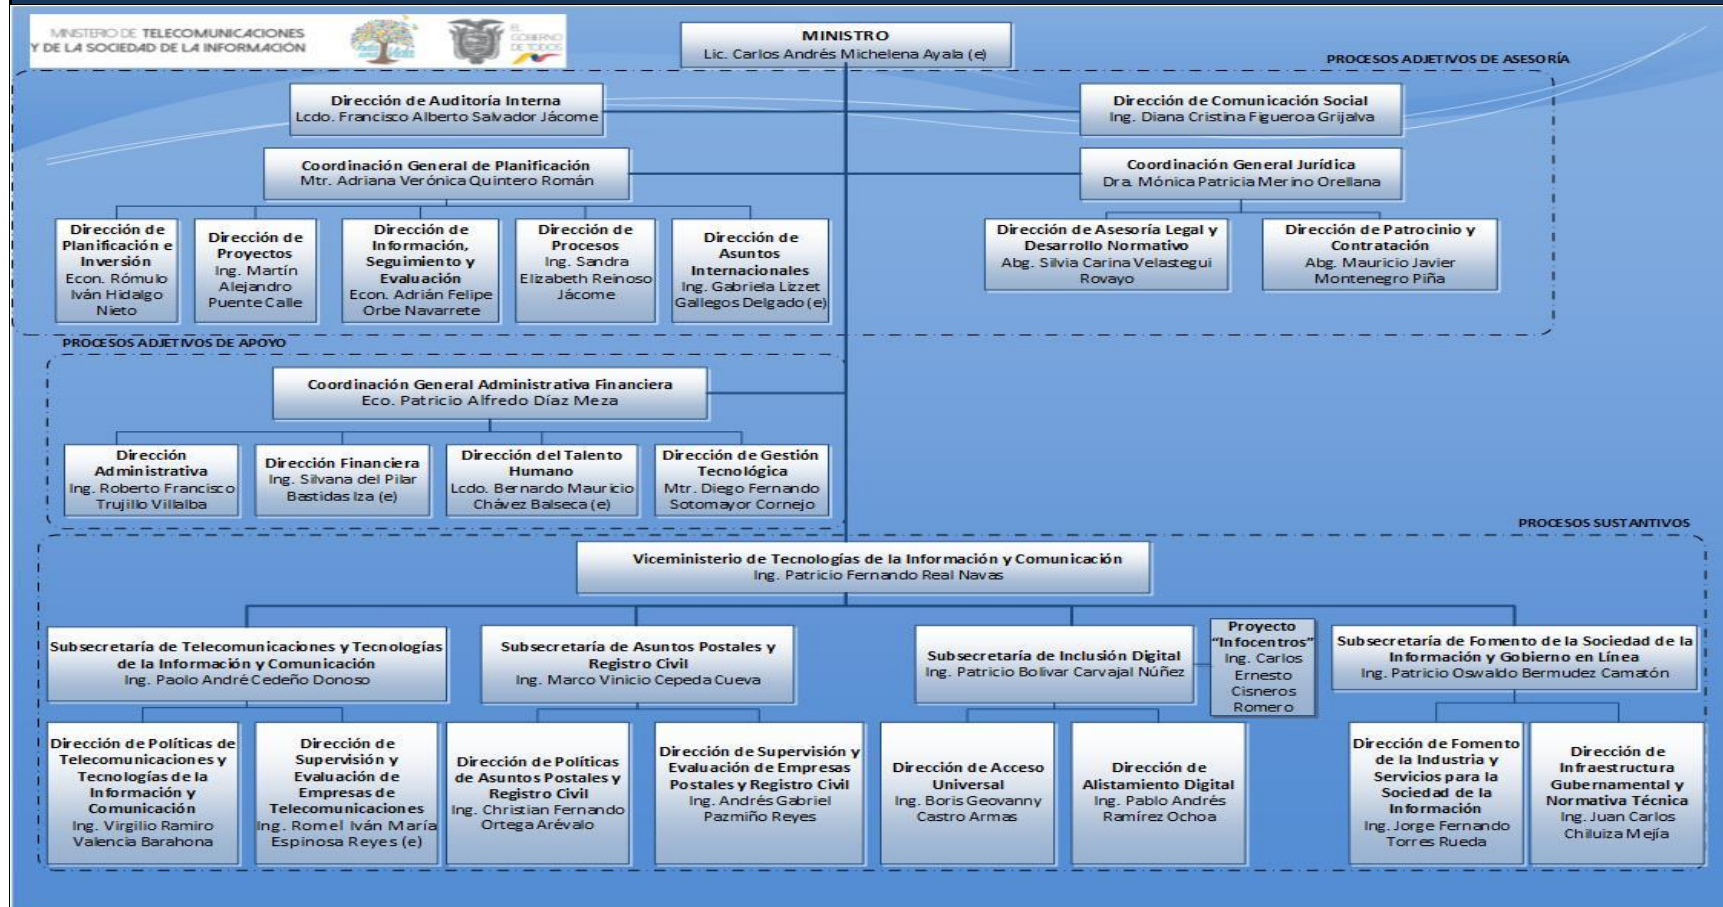 MINISTERIO DE TELECOMUNICACIONES
Y DE LA SOCIEDAD DE LA INFORMACIÓN
EL
GOBIERNO
DE TODOS
MINISTRO
Lic. Carlos Andrés Michelena Ayala (e)
PROCESOS ADJETIVOS DE ASESORÍA
Dirección de Auditoría Interna
Lcdo. Francisco Alberto Salvador Jácome
Dirección de Comunicación Social
Ing. Diana Cristina Figueroa Grijalva
Coordinación General de Planificación
Mtr. Adriana Verónica Quintero Román
Coordinación General Jurídica
Dra. Mónica Patricia Merino Orellana
Dirección de
Planificación e
Inversión
Econ. Rómulo
Iván Hidalgo
Nieto
Dirección de
Proyectos
Ing. Martín
Alejandro
Puente Calle
Dirección de
Información,
Seguimiento y
Evaluación
Econ. Adrián Felipe
Orbe Navarrete
Dirección de
Procesos
Ing. Sandra
Elizabeth Reinoso
Jácome
Dirección de
Asuntos
Internacionales
Ing. Gabriela Lizzet
Gallegos Delgado (e)
Dirección de Asesoría Legal y
Desarrollo Normativo
Abg. Silvia Carina Velastegui
Rovayo
Dirección de Patrocinio y
Contratación
Abg. Mauricio Javier
Montenegro Piña
PROCESOS ADJETIVOS DE APOYO
Coordinación General Administrativa Financiera
Eco. Patricio Alfredo Díaz Meza
Dirección
Administrativa
Ing. Roberto Francisco
Trujillo Villalba
Dirección Financiera
Ing. Silvana del Pilar
Bastidas Iza (e)
Dirección del Talento
Humano
Lcdo. Bernardo Mauricio
Chávez Balseca (e)
Dirección de Gestión
Tecnológica
Mtr. Diego Fernando
Sotomayor Cornejo
PROCESOS SUSTANTIVOS
Viceministerio de Tecnologías de la Información y Comunicación
Ing. Patricio Fernando Real Navas
Subsecretaría de Telecomunicaciones y Tecnologías
de la Información y Comunicación
Ing. Paolo André Cedeño Donoso
Subsecretaría de Asuntos Postales y
Registro Civil
Ing. Marco Vinicio Cepeda Cueva
Subsecretaría de Inclusión Digital
Ing. Patricio Bolivar Carvajal Núñez
Proyecto
"Infocentros"
Ing. Carlos
Ernesto
Cisneros
Romero
Subsecretaría de Fomento de la Sociedad de la
Información y Gobierno en Línea
Ing. Patricio Oswaldo Bermudez Camatón
Dirección de Políticas de
Telecomunicaciones y
Tecnologías de la
Información y
Comunicación
Ing. Virgilio Ramiro
Valencia Barahona
Dirección de
Supervisión y
Evaluación de
Empresas de
Telecomunicaciones
Ing. Romel Iván María
Espinosa Reyes (e)
Dirección de Políticas
de Asuntos Postales y
Registro Civil
Ing. Christian Fernando
Ortega Arévalo
Dirección de Supervisión y
Evaluación de Empresas
Postales y Registro Civil
Ing. Andrés Gabriel
Pazmiño Reyes
Dirección de Acceso
Universal
Ing. Boris Geovanny
Castro Armas
Dirección de
Alistamiento Digital
Ing. Pablo Andrés
Ramírez Ochoa
Dirección de Fomento
de la Industria y
Servicios para la
Sociedad de la
Información
Ing. Jorge Fernando
Torres Rueda
Dirección de
Infraestructura
Gubernamental y
Normativa Técnica
Ing. Juan Carlos
Chiluiza Mejía